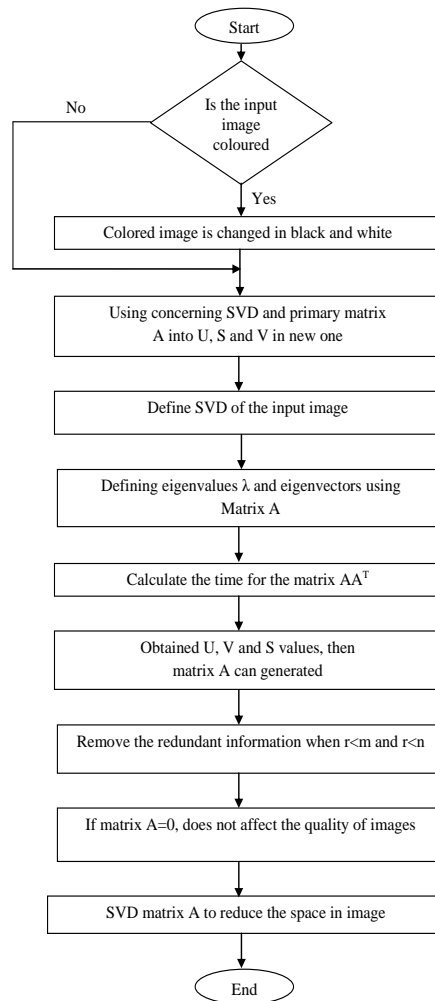 Start
Is the input
image
coloured
No
Yes
Colored image is changed in black and white
Using concerning SVD and primary matrix
A into U, S and V in new one
Define SVD of the input image
Defining eigenvalues λ and eigenvectors using
Matrix A
Calculate the time for the matrix AAᵀ
Obtained U, V and S values, then
matrix A can generated
Remove the redundant information when r<m and r<n
If matrix A=0, does not affect the quality of images
SVD matrix A to reduce the space in image
End